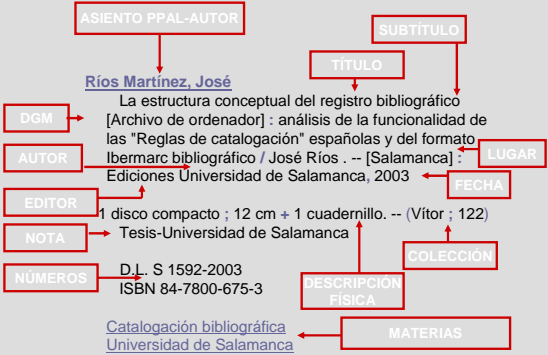 ASIENTO PPAL-AUTOR
SUBTÍTULO
TÍTULO
Ríos Martínez, José
La estructura conceptual del registro bibliográfico
DGM
[Archivo de ordenador] : análisis de la funcionalidad de
las "Reglas de catalogación" españolas y del formato
AUTOR
Ibermarc bibliográfico / José Ríos . -- [Salamanca] :
LUGAR
Ediciones Universidad de Salamanca, 2003
FECHA
EDITOR
1 disco compacto ; 12 cm + 1 cuadernillo. -- (Vítor ; 122)
NOTA
Tesis-Universidad de Salamanca
COLECCIÓN
NÚMEROS
D.L. S 1592-2003
ISBN 84-7800-675-3
DESCRIPCIÓN
FÍSICA
Catalogación bibliográfica
Universidad de Salamanca
MATERIAS